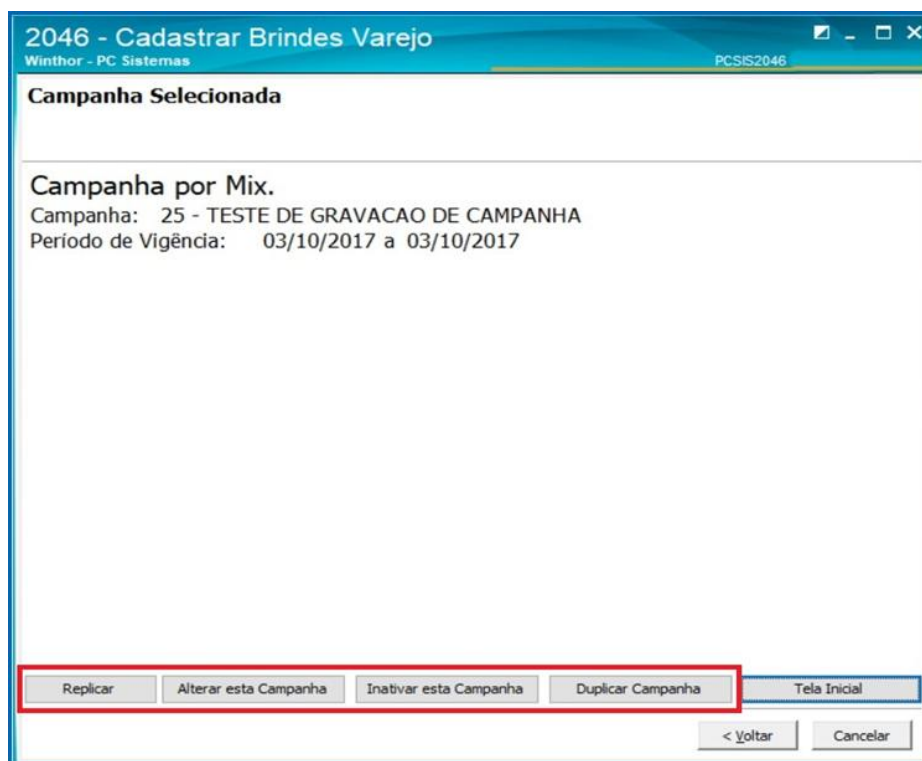 2046 - Cadastrar Brindes Varejo
Winthor - PC Sistemas
PCSIS2046
Campanha Selecionada
Campanha por Mix.
Campanha: 25 - TESTE DE GRAVACAO DE CAMPANHA
Período de Vigência: 03/10/2017 a 03/10/2017
Replicar Alterar esta Campanha Inativar esta Campanha Duplicar Campanha Tela Inicial
< Voltar Cancelar